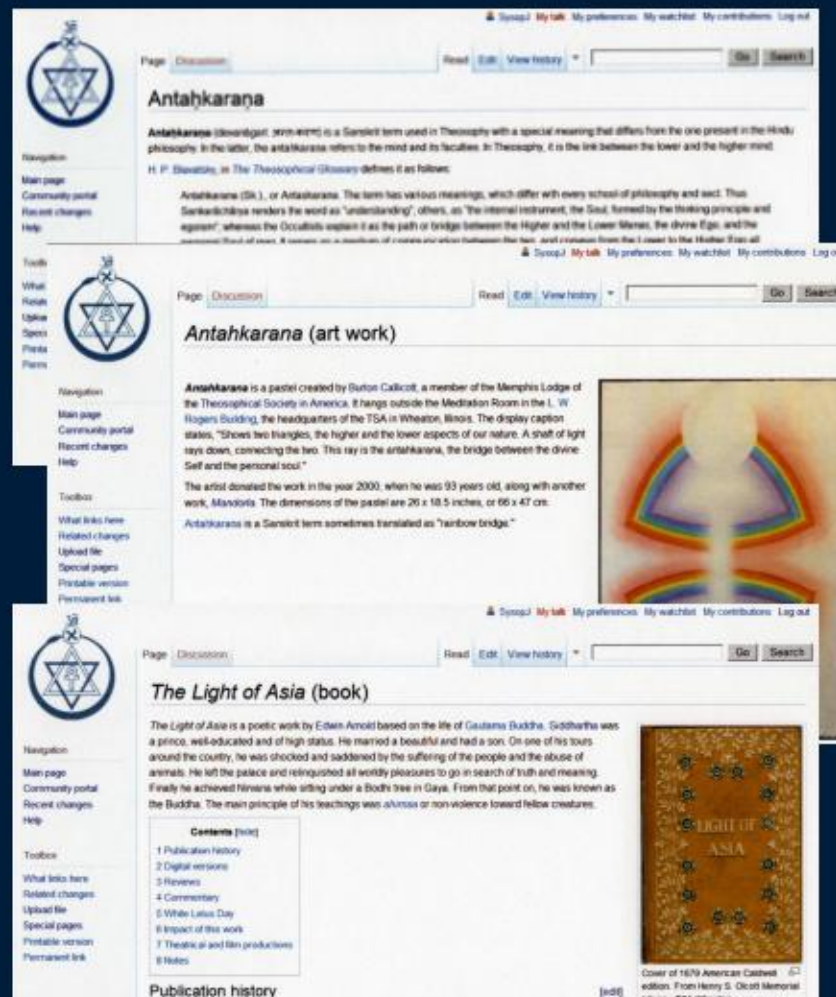 SysopJ My talk My preferences My watchlist My contributions Log out
Page Discussion Read Edit View history Go Search
Antaḥkaraṇa
Antaḥkaraṇa (devanāgarī: अन्तःकरण) is a Sanskrit term used in Theosophy with a special meaning that differs from the one present in the Hindu
philosophy. In the latter, the antaḥkaraṇa refers to the mind and its faculties. In Theosophy, it is the link between the lower and the higher mind.
H. P. Blavatsky, in The Theosophical Glossary defines it as follows:
Antahkarana (Sk.), or Antaskarana. The term has various meanings, which differ with every school of philosophy and sect. Thus
Sankarâchârya renders the word as "understanding"; others, as "the internal instrument, the Soul, formed by the thinking principle and
egoism"; whereas the Occultists explain it as the path or bridge between the Higher and the Lower Manas, the divine Ego, and the
Navigation
Main page
Community portal
Recent changes
Help
SysopJ My talk My preferences My watchlist My contributions Log o
Page Discussion Read Edit View history Go Search
Antahkarana (art work)
Antahkarana is a pastel created by Burton Callicott, a member of the Memphis Lodge of
the Theosophical Society in America. It hangs outside the Meditation Room in the L. W.
Rogers Building, the headquarters of the TSA in Wheaton, Illinois. The display caption
states, "Shows two triangles, the higher and the lower aspects of our nature. A shaft of light
rays down, connecting the two. This ray is the antahkarana, the bridge between the divine
Self and the personal soul."
The artist donated the work in the year 2000, when he was 93 years old, along with another
work, Mandorla. The dimensions of the pastel are 26 x 18.5 inches, or 66 x 47 cm.
Antaḥkaraṇa is a Sanskrit term sometimes translated as "rainbow bridge."
Navigation
Main page
Community portal
Recent changes
Help
Toolbox
What links here
Related changes
Upload file
Special pages
Printable version
Permanent link
SysopJ My talk My preferences My watchlist My contributions Log out
Page Discussion Read Edit View history Go Search
The Light of Asia (book)
The Light of Asia is a poetic work by Edwin Arnold based on the life of Gautama Buddha. Siddhartha was
a prince, well-educated and of high status. He married a beautiful and had a son. On one of his tours
around the country, he was shocked and saddened by the suffering of the people and the abuse of
animals. He left the palace and relinquished all worldly pleasures to go in search of truth and meaning.
Finally he achieved Nirvana while sitting under a Bodhi tree in Gaya. From that point on, he was known as
the Buddha. The main principle of his teachings was ahimsa or non-violence toward fellow creatures.
Contents [hide]
1 Publication history
2 Digital versions
3 Reviews
4 Commentary
5 White Lotus Day
6 Impact of this work
7 Theatrical and film productions
8 Notes
Publication history [edit]
Navigation
Main page
Community portal
Recent changes
Help
Toolbox
What links here
Related changes
Upload file
Special pages
Printable version
Permanent link
LIGHT OF
ASIA
Cover of 1879 American Caldwell
edition. From Henry S. Olcott Memorial